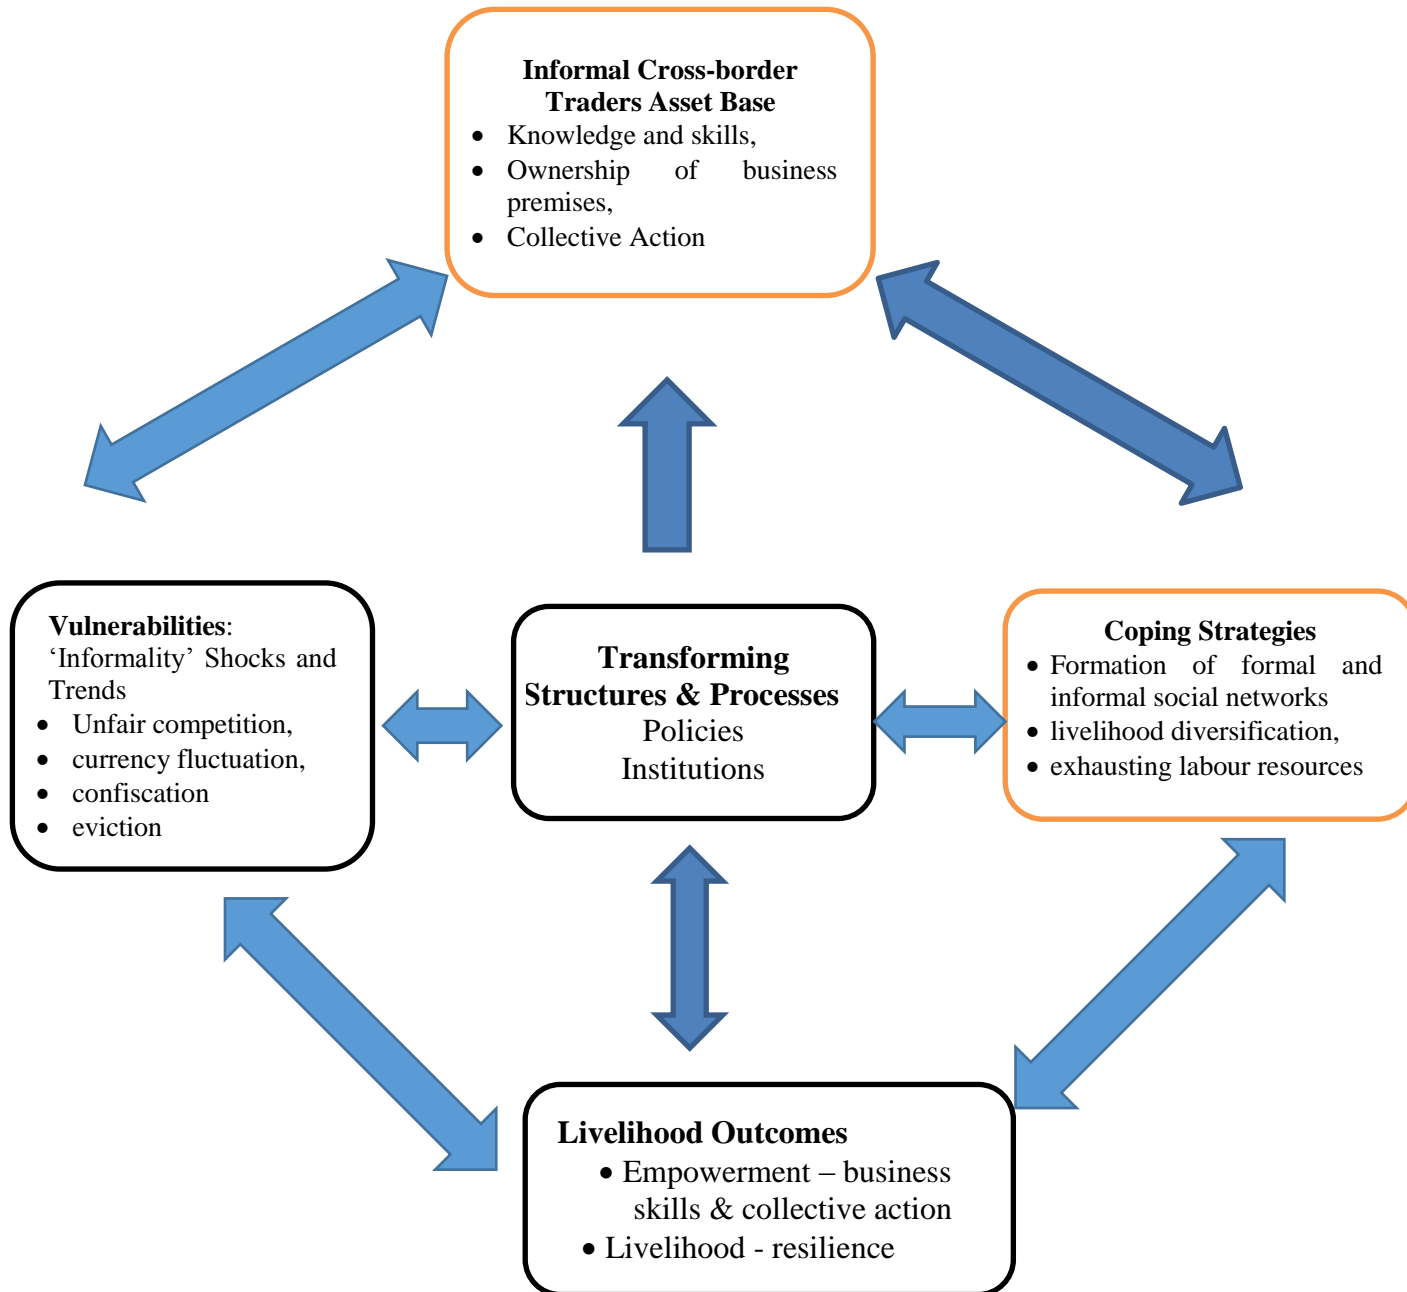 Informal Cross-border
Traders Asset Base
• Knowledge and skills,
• Ownership of business
premises,
• Collective Action
Vulnerabilities:
‘Informality’ Shocks and
Trends
• Unfair competition,
• currency fluctuation,
• confiscation
• eviction
Transforming
Structures & Processes
Policies
Institutions
Coping Strategies
• Formation of formal and
informal social networks
• livelihood diversification,
• exhausting labour resources
Livelihood Outcomes
• Empowerment – business
skills & collective action
• Livelihood - resilience